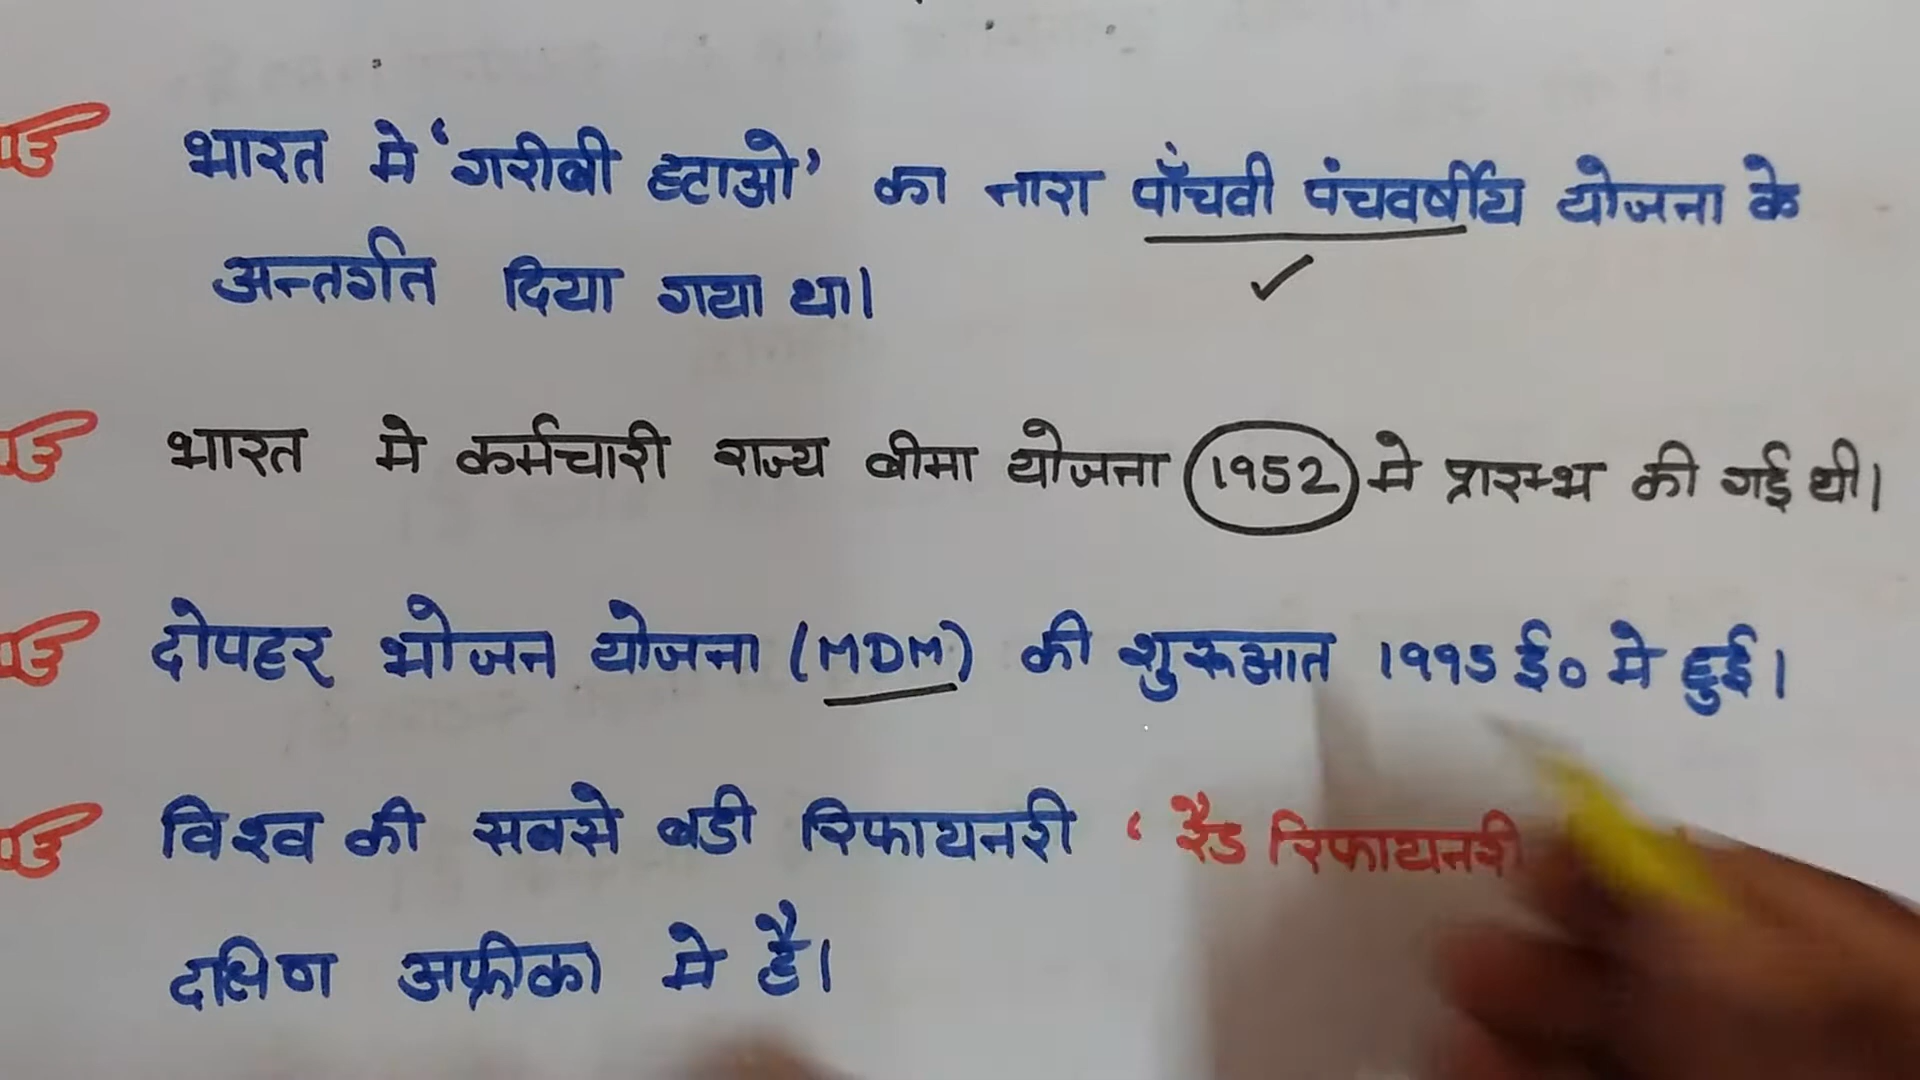 भारत मे ‘गरीबी हटाओ’ का नारा पाँचवी पंचवर्षीय योजना के
अन्तर्गत दिया गया था।
भारत मे कर्मचारी राज्य बीमा योजना 1952 मे प्रारम्भ की गई थी।
दोपहर भोजन योजना (MDM) की शुरूआत 1995 ई० मे हुई।
विश्व की सबसे बडी रिफायनरी ‘रैड रिफायनरी
दक्षिण अफ्रीका मे है।